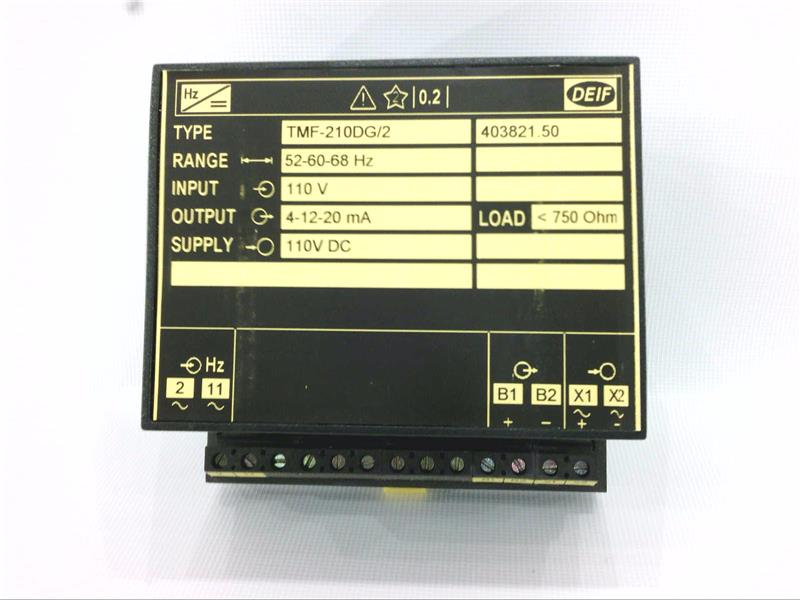 Hz 2 0.2 DEIF
TYPE TMF-210DG/2 403821.50
RANGE 52-60-68 Hz
INPUT 110 V
OUTPUT 4-12-20 mA LOAD < 750 Ohm
SUPPLY 110V DC
Hz
2 11 B1 B2 X1 X2
+ - + -